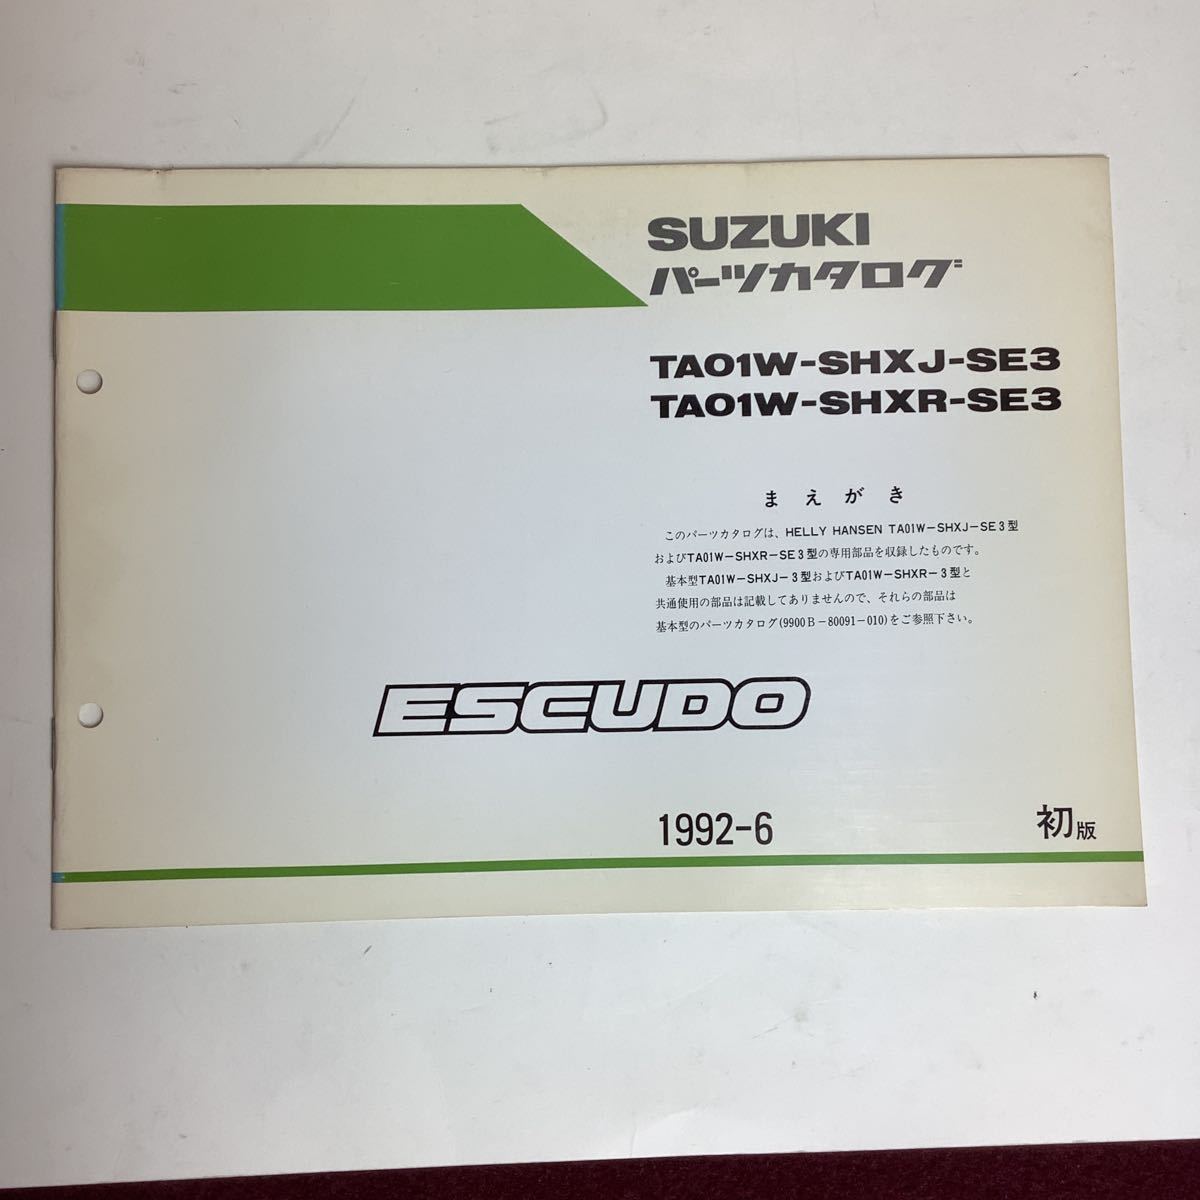 SUZUKI
パーツカタログ
TA01W-SHXJ-SE3
TA01W-SHXR-SE3
まえがき
このパーツカタログは、HELLY HANSEN TA01W-SHXJ-SE3型
およびTA01W-SHXR-SE3型の専用部品を収録したものです。
基本型TA01W-SHXJ-3型およびTA01W-SHXR-3型と
共通使用の部品は記載してありませんので、それらの部品は
基本型のパーツカタログ(9900B-80091-010)をご参照下さい。
ESCUDO
1992-6 初版